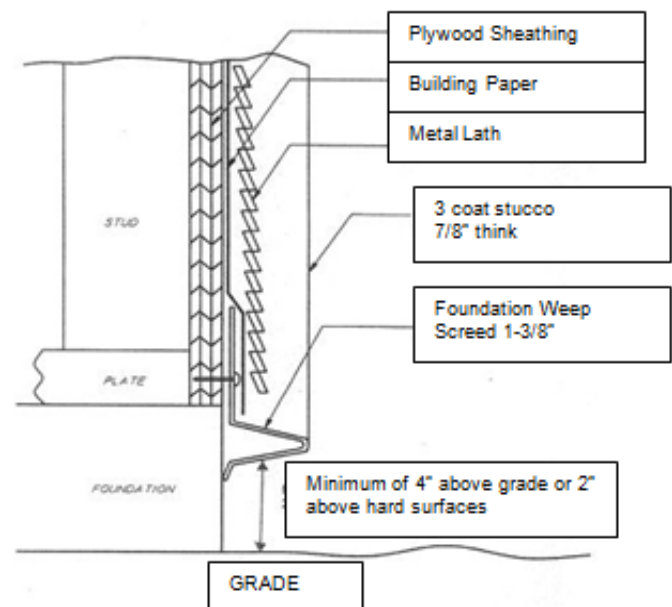 Plywood Sheathing
Building Paper
Metal Lath
STUD
3 coat stucco
7/8" think
Foundation Weep
Screed 1-3/8"
PLATE
FOUNDATION
Minimum of 4" above grade or 2"
above hard surfaces
GRADE